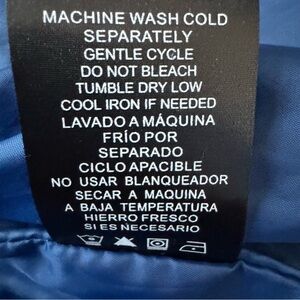 MACHINE WASH COLD
SEPARATELY
GENTLE CYCLE
DO NOT BLEACH
TUMBLE DRY LOW
COOL IRON IF NEEDED
LAVADO A MÁQUINA
FRÍO POR
SEPARADO
CICLO APACIBLE
NO USAR BLANQUEADOR
SECAR A MAQUINA
A BAJA TEMPERATURA
HIERRO FRESCO
SI ES NECESARIO